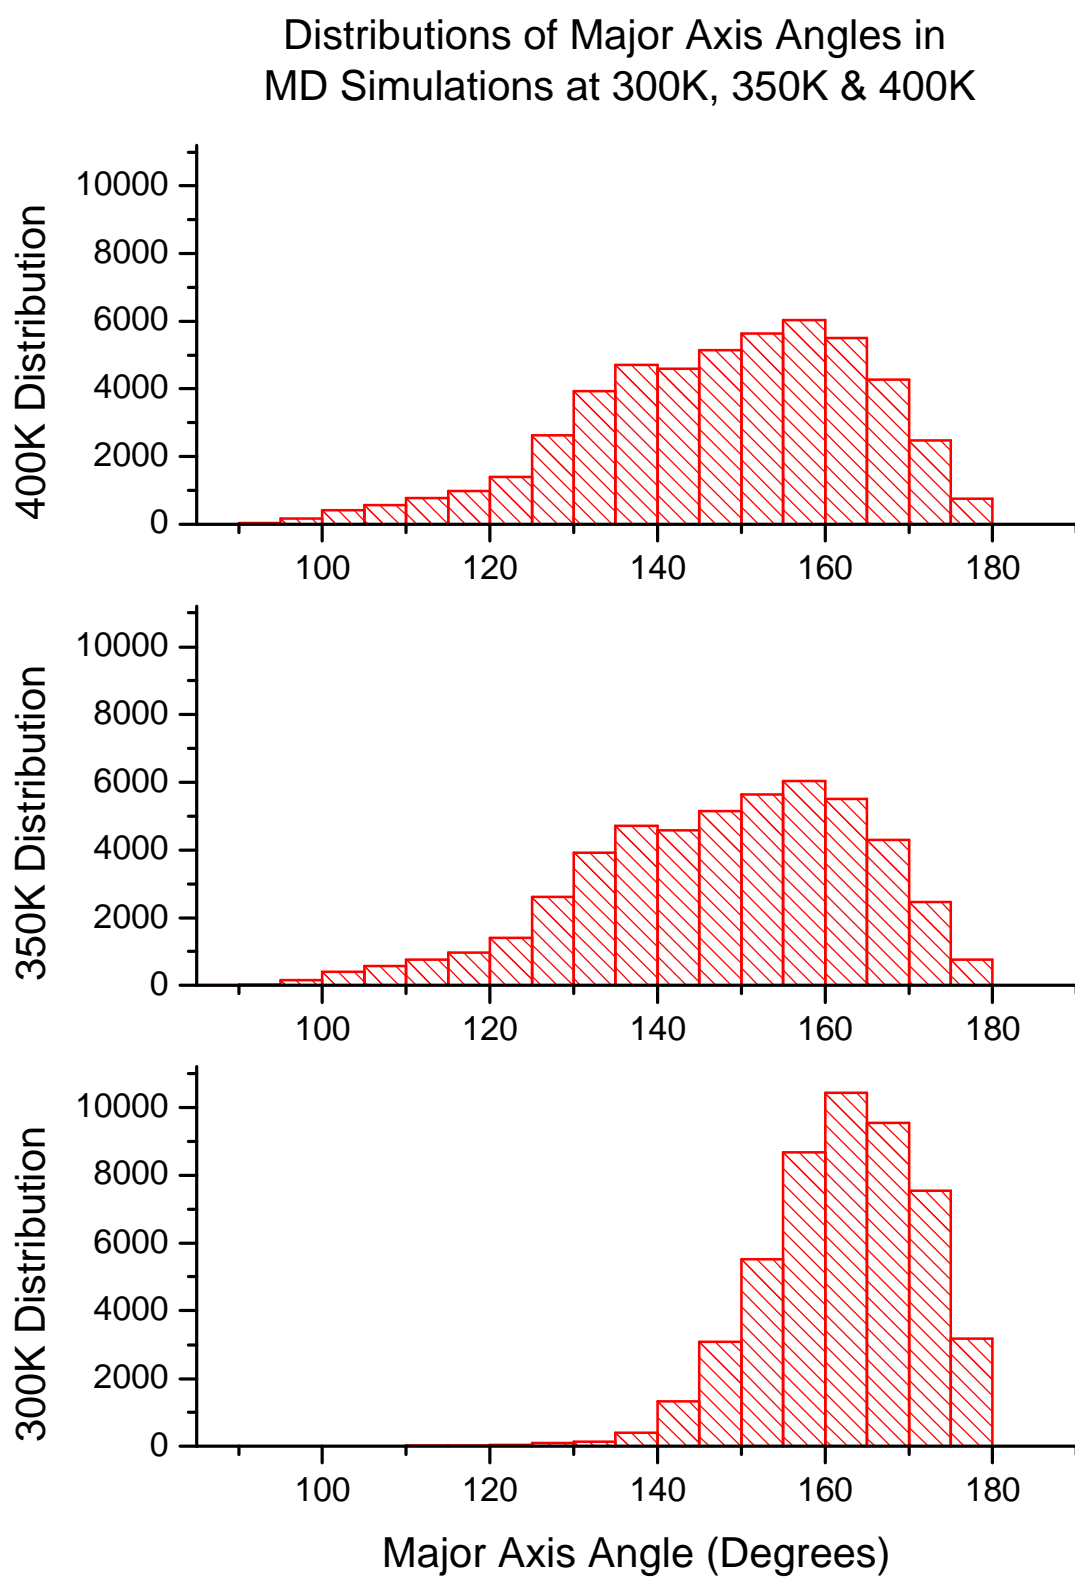 Distributions of Major Axis Angles in
MD Simulations at 300K, 350K & 400K
400K Distribution
10000
8000
6000
4000
2000
0
100 120 140 160 180
350K Distribution
10000
8000
6000
4000
2000
0
100 120 140 160 180
300K Distribution
10000
8000
6000
4000
2000
0
100 120 140 160 180
Major Axis Angle (Degrees)